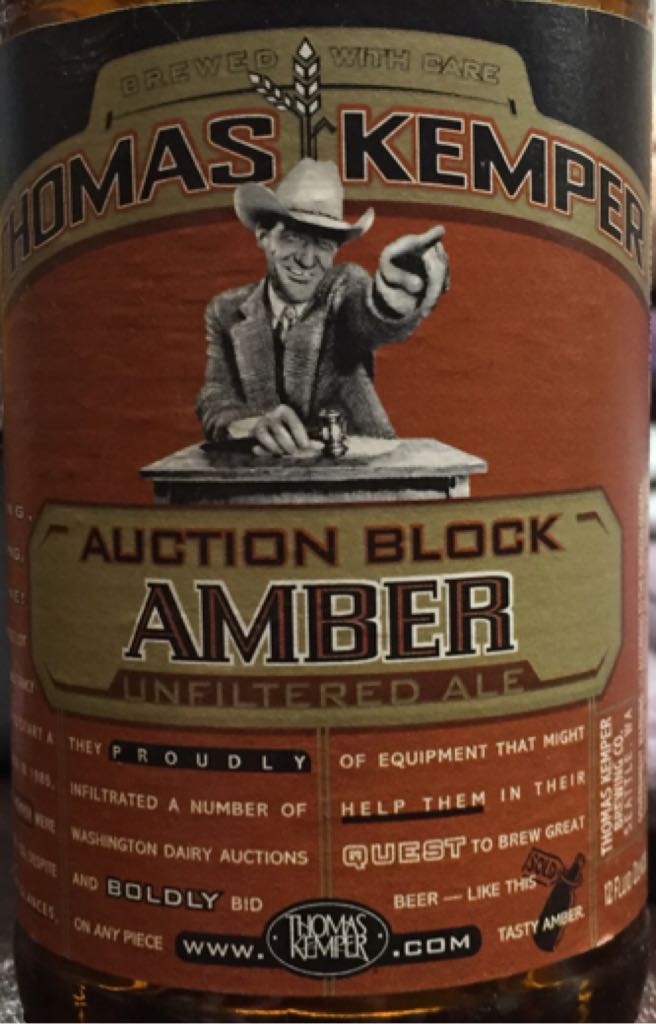 BREWED WITH CARE
THOMAS KEMPER
AUCTION BLOCK
AMBER
UNFILTERED ALE
THEY PROUDLY
INFILTRATED A NUMBER OF
WASHINGTON DAIRY AUCTIONS
AND BOLDLY BID
ON ANY PIECE
OF EQUIPMENT THAT MIGHT
HELP THEM IN THEIR
QUEST TO BREW GREAT
BEER — LIKE THIS
TASTY AMBER.
SOLD
WWW. THOMAS KEMPER .COM
THOMAS KEMPER
BREWING CO.
SEATTLE, WA